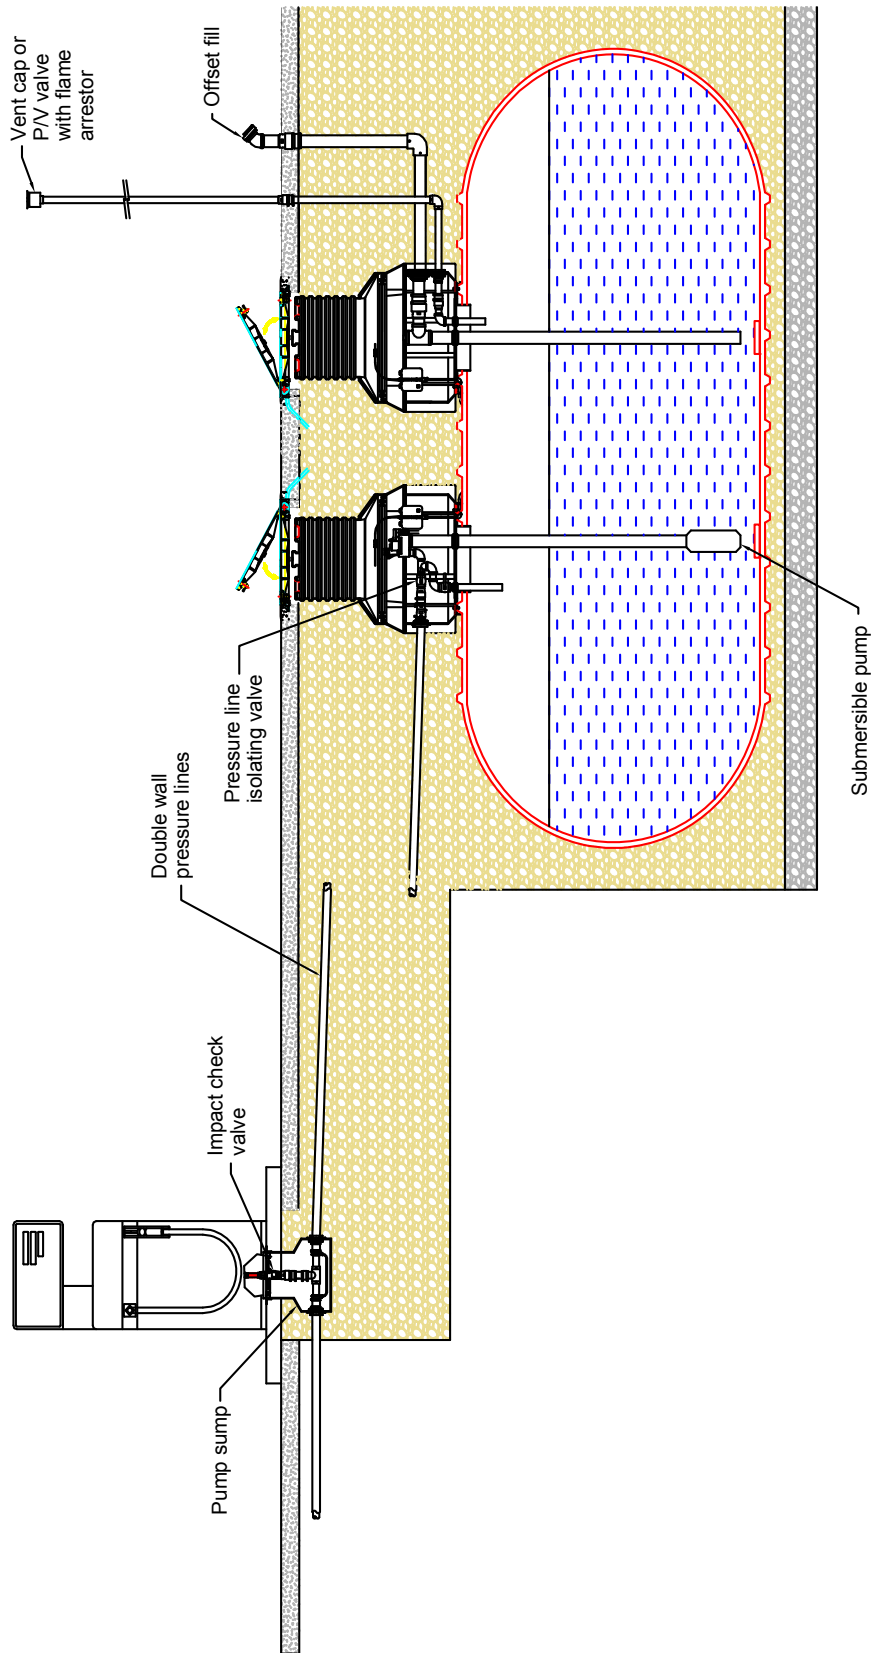 Vent cap or
P/V valve
with flame
arrestor
Offset fill
Double wall
pressure lines
Pressure line
isolating valve
Impact check
valve
Pump sump
Submersible pump